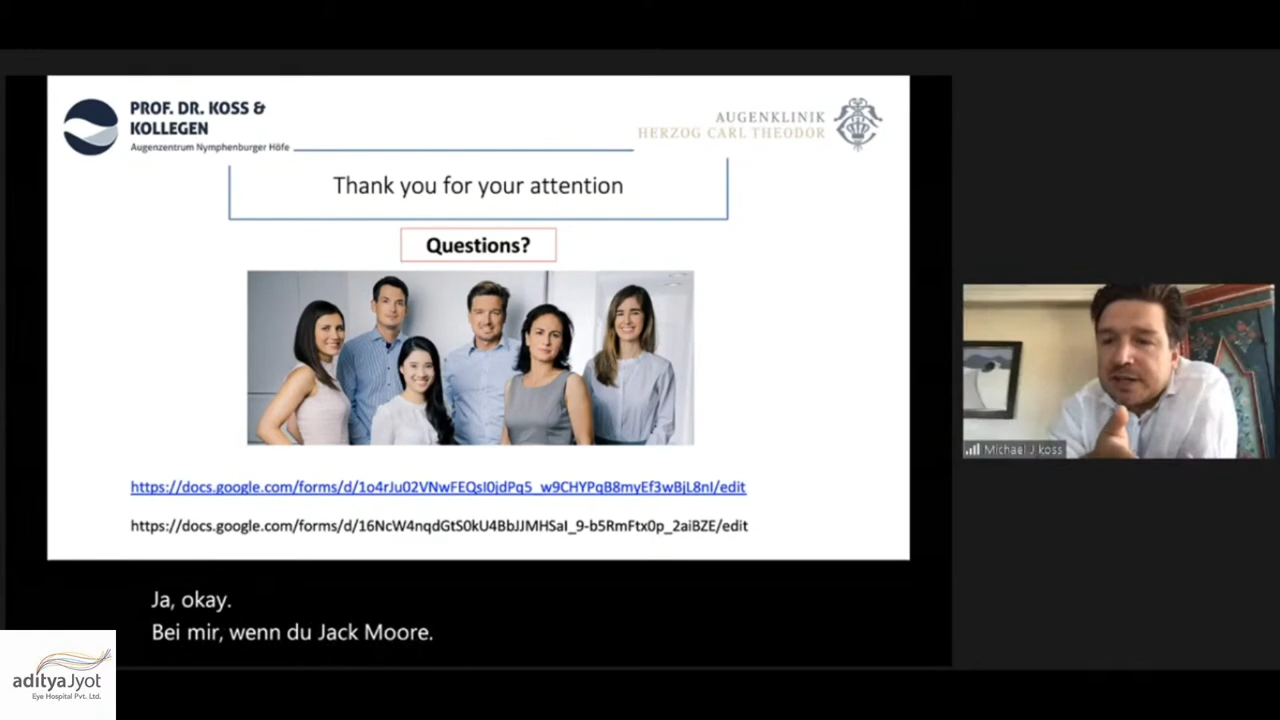 PROF. DR. KOSS &
KOLLEGEN
Augenzentrum Nymphenburger Höfe
AUGENKLINIK
HERZOG CARL THEODOR
Thank you for your attention
Questions?
https://docs.google.com/forms/d/1o4rJu02VNwFEQsI0jdPq5_w9CHYPqB8myEf3wBjL8nI/edit
https://docs.google.com/forms/d/16NcW4nqdGtS0kU4BbJJMHSaI_9-b5RmFtx0p_2aiBZE/edit
Michael J koss
Ja, okay.
Bei mir, wenn du Jack Moore.
adityaJyot
Eye Hospital Pvt. Ltd.